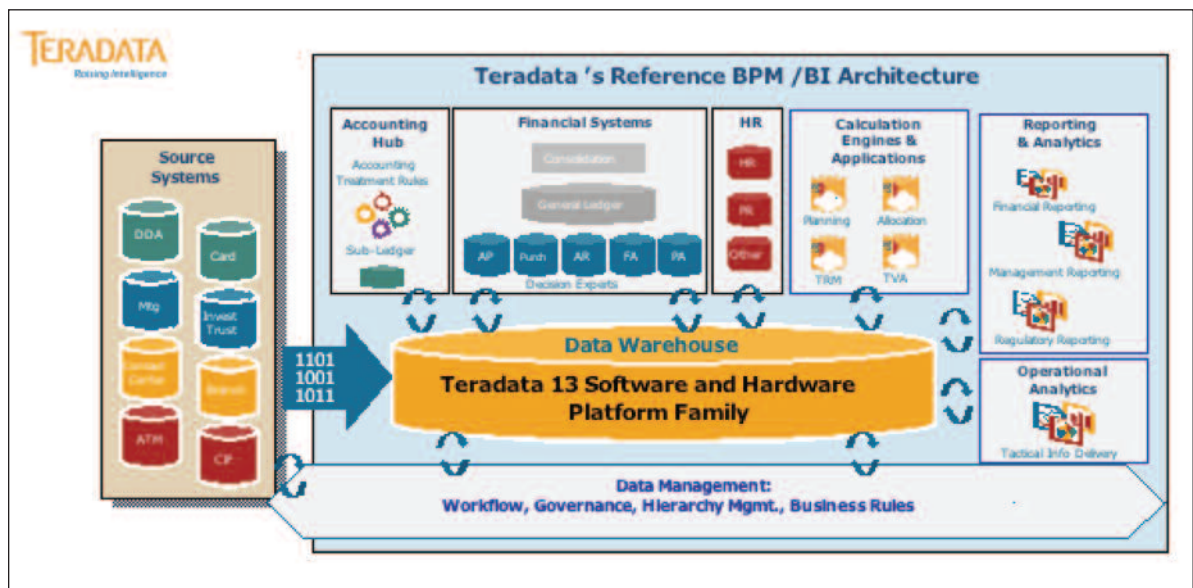 TERADATA
Raising Intelligence
Teradata 's Reference BPM /BI Architecture
Source
Systems
DDA
Card
Mtg
Invest
Trust
Contact
Center
Branch
ATM
CIF
1101
1001
1011
Accounting
Hub
Accounting
Treatment Rules
Sub-Ledger
Financial Systems
Consolidation
General Ledger
AP
Purch
AR
FA
PA
Decision Experts
HR
HR
PR
Other
Calculation
Engines &
Applications
Planning
Allocation
TRM
TVA
Reporting
& Analytics
Financial Reporting
Management Reporting
Regulatory Reporting
Operational
Analytics
Tactical Info Delivery
Data Warehouse
Teradata 13 Software and Hardware
Platform Family
Data Management:
Workflow, Governance, Hierarchy Mgmt., Business Rules